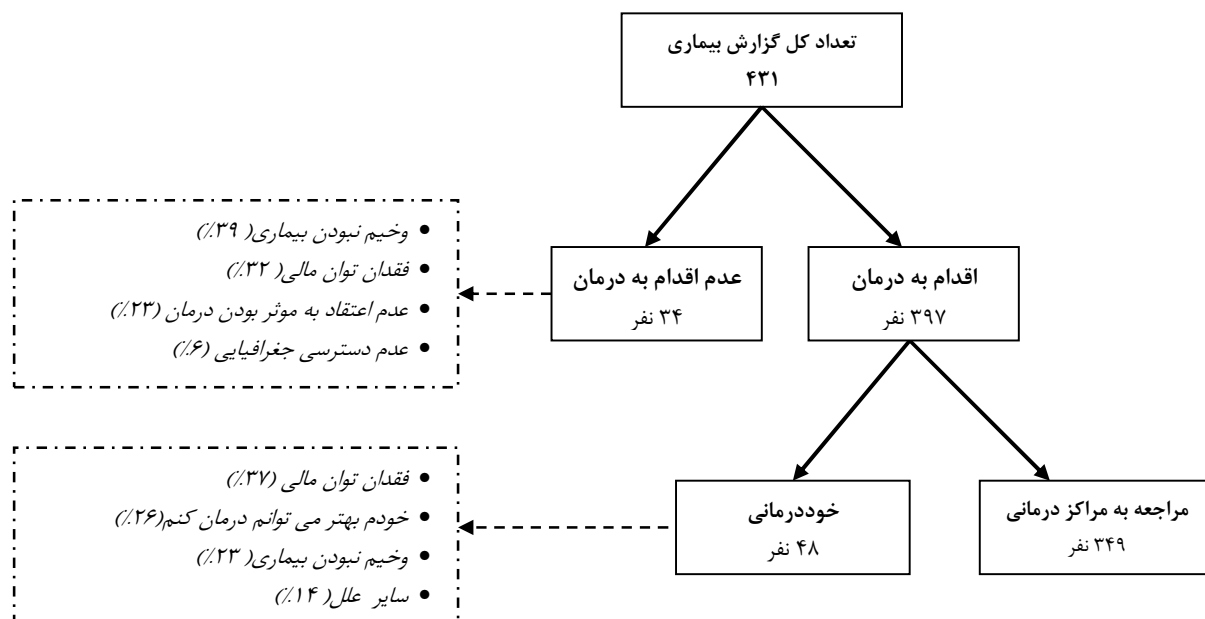 تعداد کل گزارش بیماری
۴۳۱
اقدام به درمان
۳۹۷ نفر
عدم اقدام به درمان
۳۴ نفر
• وخیم نبودن بیماری( ۳۹٪)
• فقدان توان مالی( ۳۲٪)
• عدم اعتقاد به موثر بودن درمان (۲۳٪)
• عدم دسترسی جغرافیایی (۶٪)
مراجعه به مراکز درمانی
۳۴۹ نفر
خوددرمانی
۴۸ نفر
• فقدان توان مالی (۳۷٪)
• خودم بهتر می توانم درمان کنم(۲۶٪)
• وخیم نبودن بیماری( ۲۳٪)
• سایر علل( ۱۴٪)